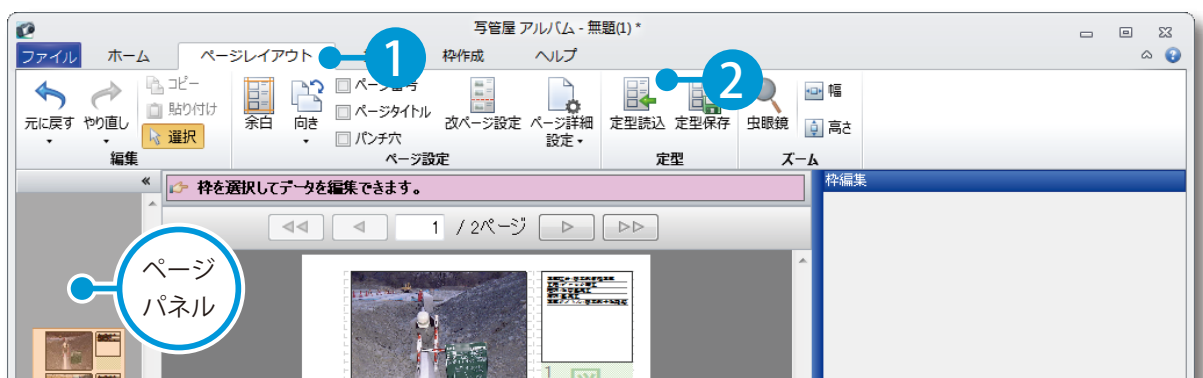 写管屋 アルバム - 無題(1) *
ファイル ホーム ページレイアウト 枠作成 ヘルプ
1
2
元に戻す やり直し コピー 貼り付け 選択
編集
余白 向き ページ番号 ページタイトル パンチ穴 改ページ設定 ページ詳細設定
ページ設定
定型読込 定型保存
定型
虫眼鏡 幅 高さ
ズーム
«
枠を選択してデータを編集できます。
枠編集
1 / 2ページ
ページ
パネル
1